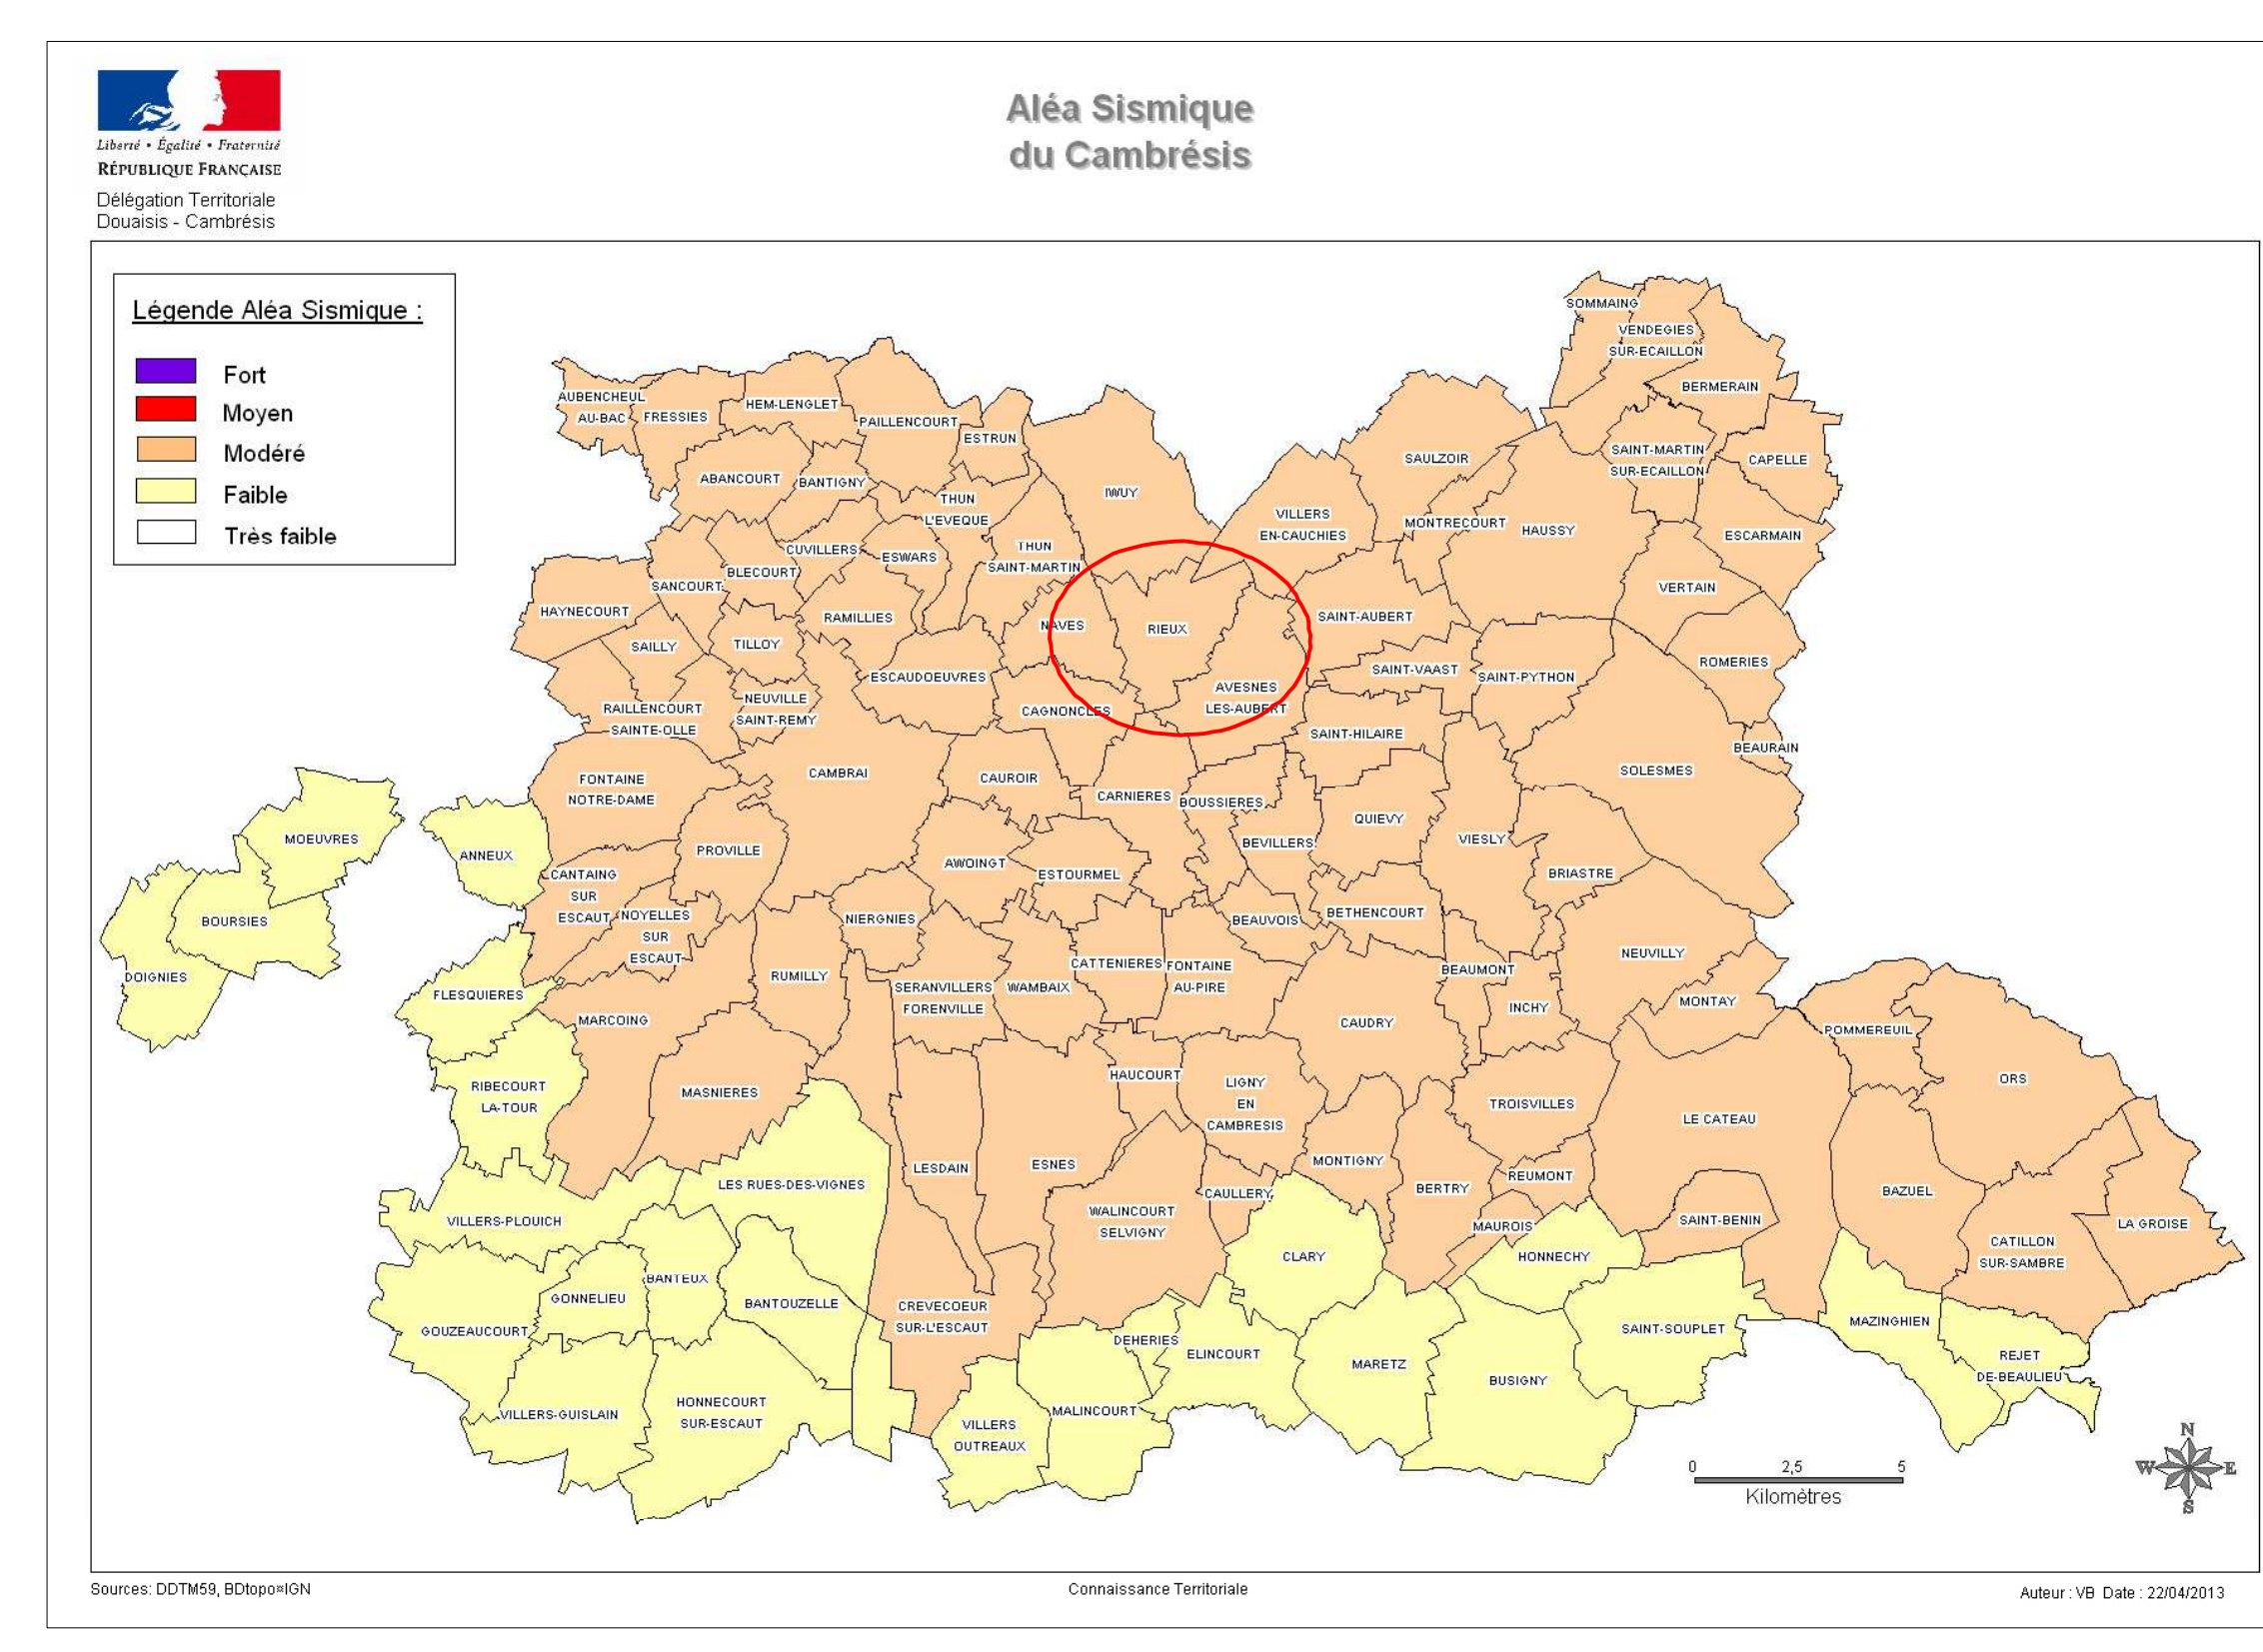 Liberté • Égalité • Fraternité
RÉPUBLIQUE FRANÇAISE
Délégation Territoriale
Douaisis - Cambrésis
Aléa Sismique
du Cambrésis
Légende Aléa Sismique :
Fort
Moyen
Modéré
Faible
Très faible
SOMMAING
VENDEGIES
SUR-ECAILLON
BERMERAIN
AUBENCHEUL
AU-BAC
FRESSIES
HEM-LENGLET
PAILLENCOURT
ESTRUN
SAINT-MARTIN
SUR-ECAILLON
CAPELLE
SAULZOIR
ABANCOURT
BANTIGNY
IWUY
THUN
L'EVEQUE
VILLERS
EN-CAUCHIES
MONTRECOURT
HAUSSY
ESCARMAIN
CUVILLERS
ESWARS
THUN
SAINT-MARTIN
BLECOURT
SANCOURT
VERTAIN
HAYNECOURT
RAMILLIES
NAVES
RIEUX
SAINT-AUBERT
SAILLY
TILLOY
ROMERIES
ESCAUDOEUVRES
SAINT-VAAST
SAINT-PYTHON
AVESNES
LES-AUBERT
NEUVILLE
SAINT-REMY
RAILLENCOURT
SAINTE-OLLE
CAGNONCLES
SAINT-HILAIRE
BEAURAIN
FONTAINE
NOTRE-DAME
CAMBRAI
CAUROIR
SOLESMES
CARNIERES
BOUSSIERES
QUIEVY
MOEUVRES
ANNEUX
PROVILLE
BEVILLERS
VIESLY
AWOINGT
ESTOURMEL
BRIASTRE
CANTAING
SUR
ESCAUT
NOYELLES
SUR
ESCAUT
NIERGNIES
BEAUVOIS
BETHENCOURT
BOURSIES
DOIGNIES
NEUVILLY
RUMILLY
CATTENIERES
FONTAINE
AU-PIRE
BEAUMONT
FLESQUIERES
SERANVILLERS
FORENVILLE
WAMBAIX
INCHY
MONTAY
MARCOING
CAUDRY
POMMEREUIL
RIBECOURT
LA-TOUR
MASNIERES
HAUCOURT
LIGNY
EN
CAMBRESIS
TROISVILLES
ORS
LE CATEAU
LESDAIN
ESNES
MONTIGNY
REUMONT
LES RUES-DES-VIGNES
CAULLERY
BERTRY
BAZUEL
VILLERS-PLOUICH
WALINCOURT
SELVIGNY
MAUROIS
SAINT-BENIN
LA GROISE
CATILLON
SUR-SAMBRE
CLARY
HONNECHY
BANTEUX
GONNELIEU
BANTOUZELLE
CREVECOEUR
SUR-L'ESCAUT
GOUZEAUCOURT
DEHERIES
ELINCOURT
MARETZ
SAINT-SOUPLET
MAZINGHIEN
REJET
DE-BEAULIEU
BUSIGNY
VILLERS-GUISLAIN
HONNECOURT
SUR-ESCAUT
MALINCOURT
VILLERS
OUTREAUX
0 2,5 5
Kilomètres
N
W E
S
Sources: DDTM59, BDtopo¤IGN
Connaissance Territoriale
Auteur : VB Date : 22/04/2013